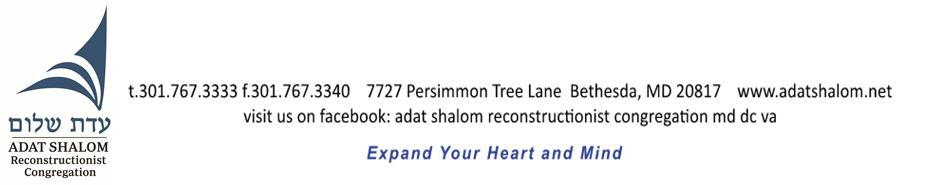 עדת שלום
ADAT SHALOM
Reconstructionist
Congregation
t.301.767.3333 f.301.767.3340 7727 Persimmon Tree Lane Bethesda, MD 20817 www.adatshalom.net
visit us on facebook: adat shalom reconstructionist congregation md dc va
Expand Your Heart and Mind